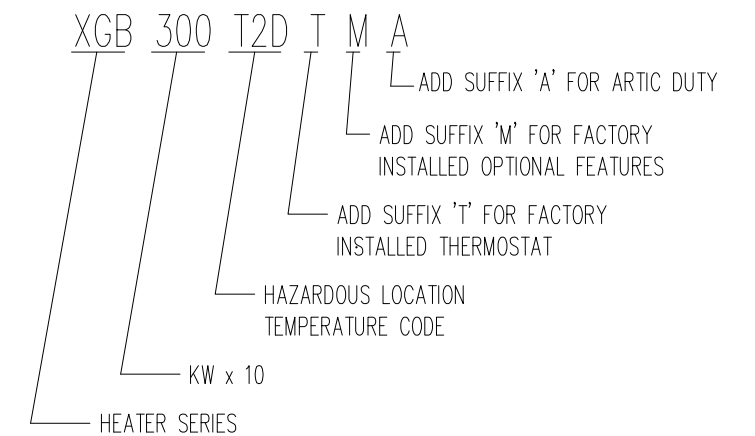 XGB 300 T2D T M A
ADD SUFFIX 'A' FOR ARTIC DUTY
ADD SUFFIX 'M' FOR FACTORY
INSTALLED OPTIONAL FEATURES
ADD SUFFIX 'T' FOR FACTORY
INSTALLED THERMOSTAT
HAZARDOUS LOCATION
TEMPERATURE CODE
KW x 10
HEATER SERIES